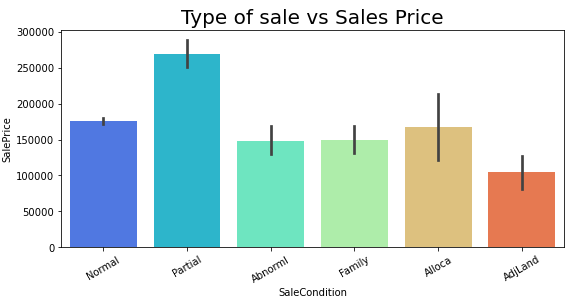 Type of sale vs Sales Price
300000
250000
200000
150000
100000
50000
0
SalePrice
Normal
Partial
Abnorml
Family
Alloca
AdjLand
SaleCondition